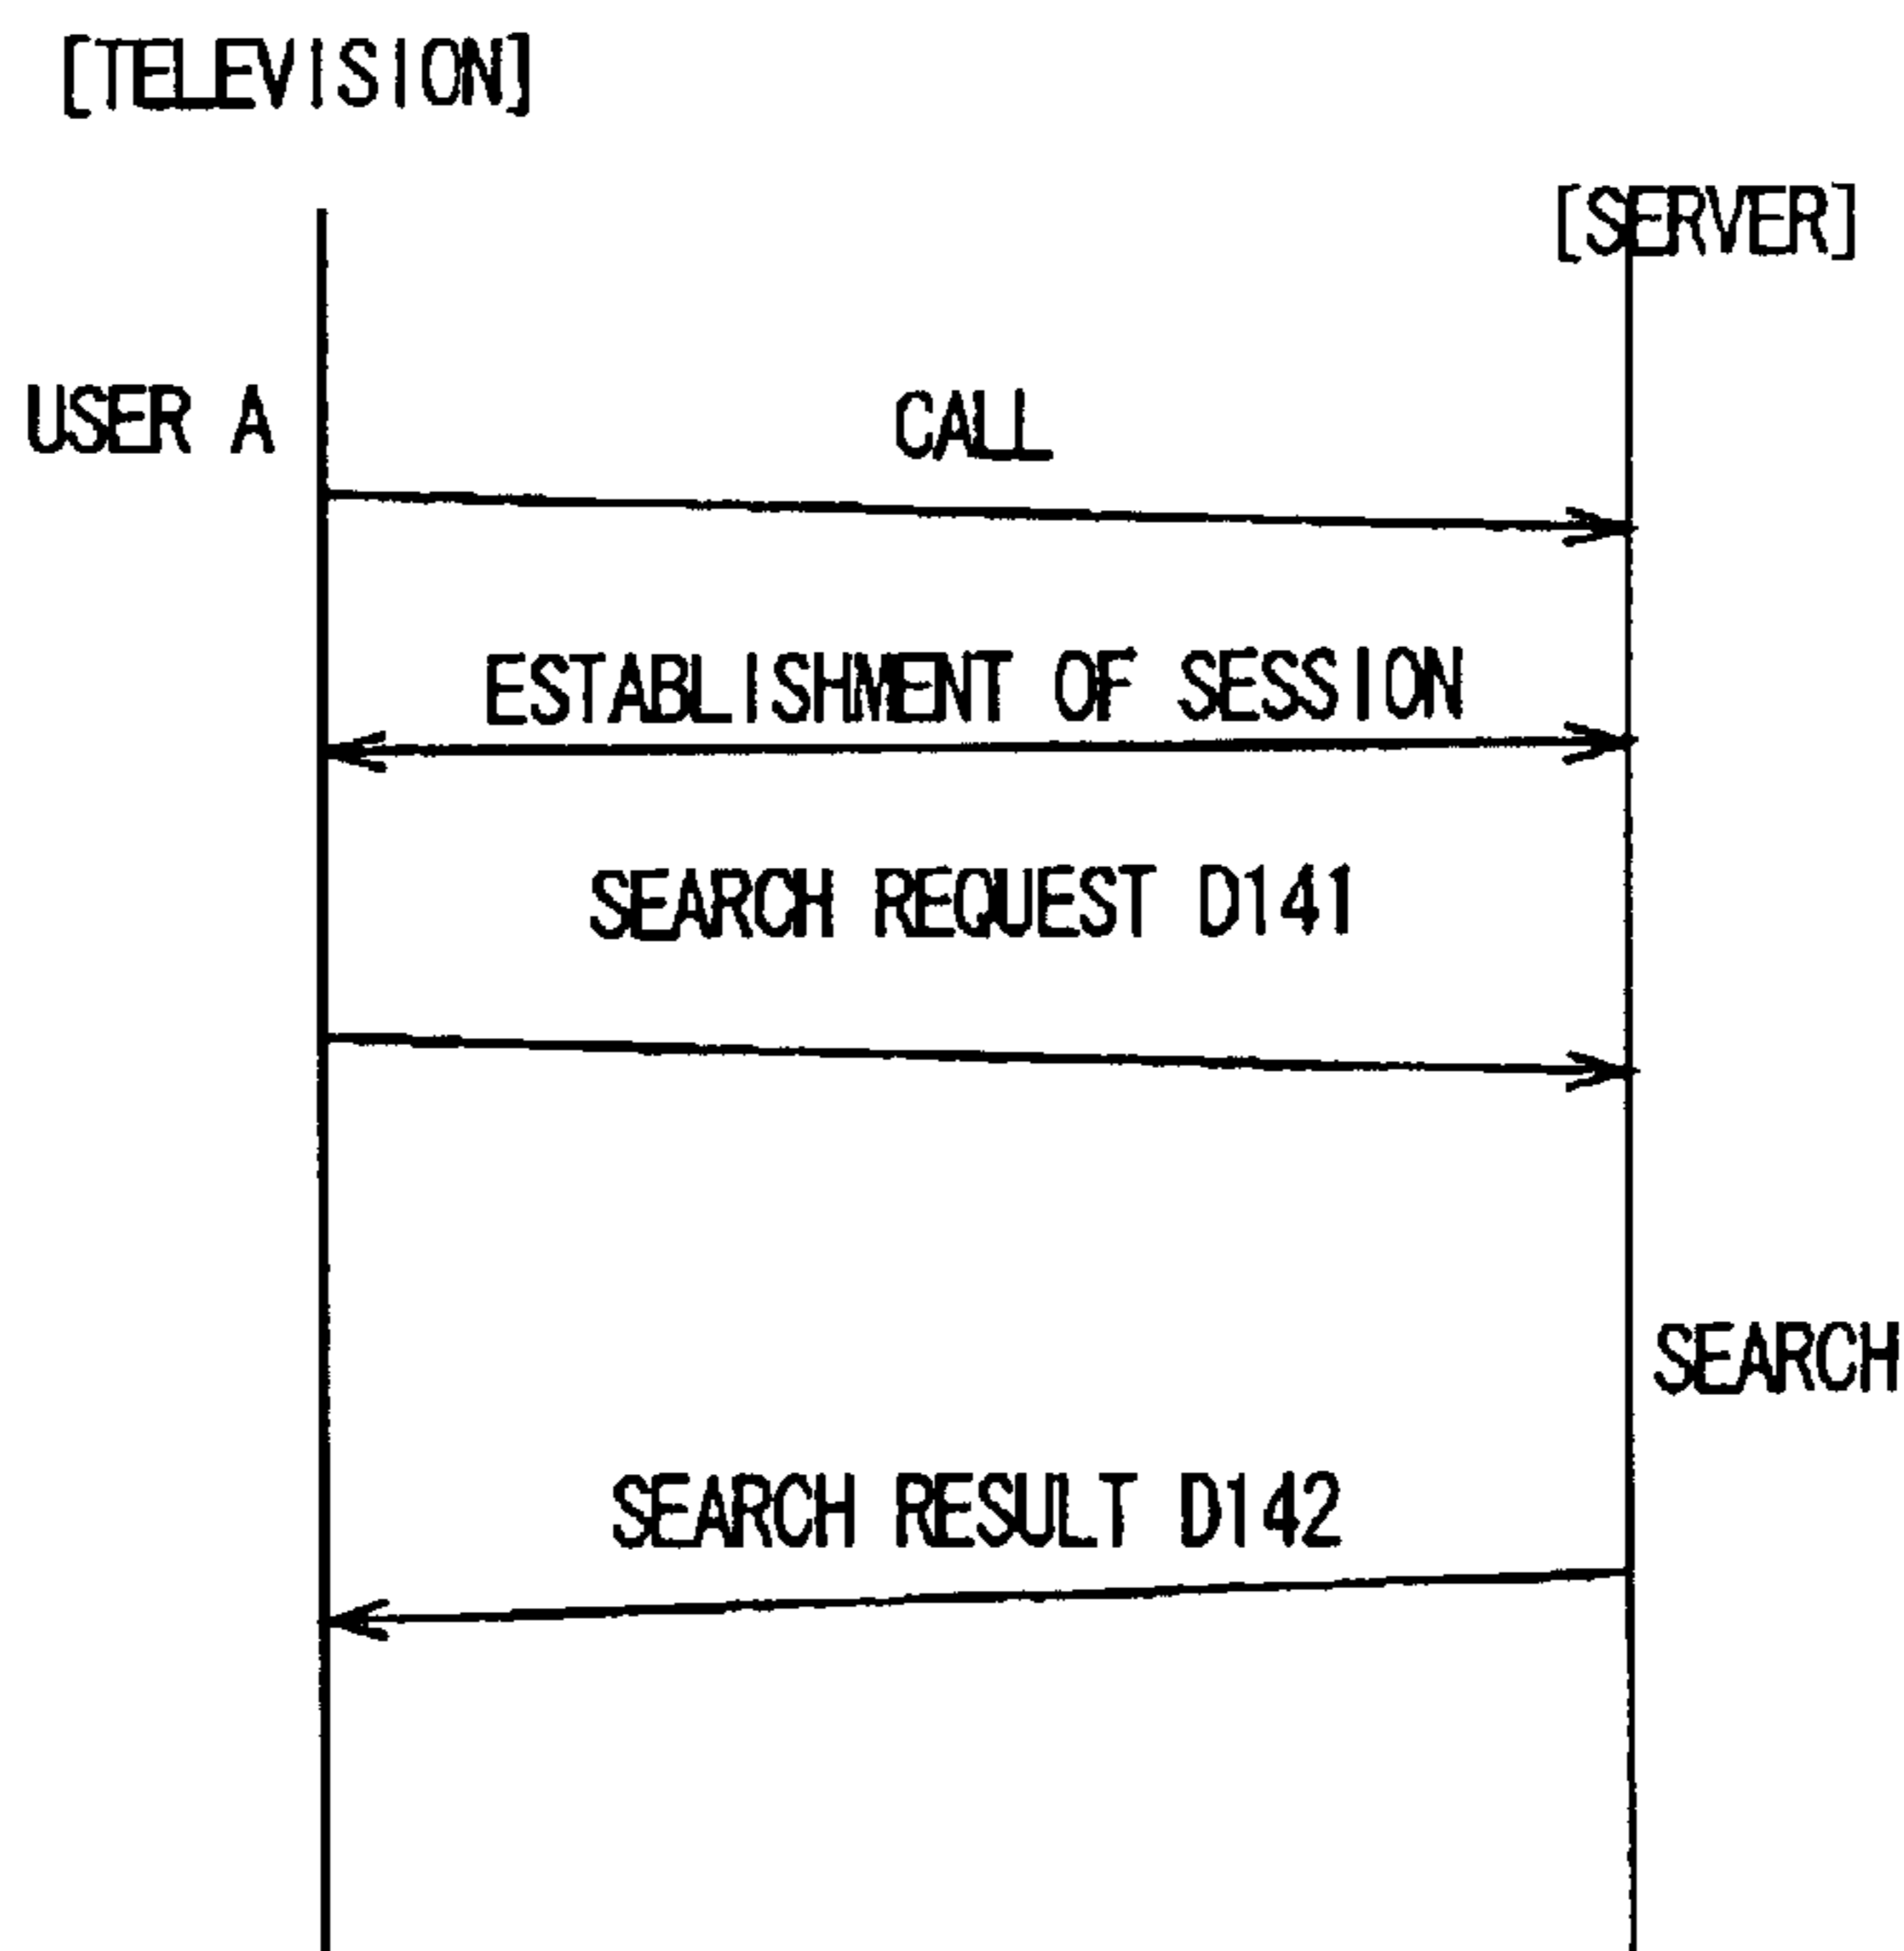 [TELEVISION]
[SERVER]
USER A
CALL
ESTABLISHMENT OF SESSION
SEARCH REQUEST D141
SEARCH
SEARCH RESULT D142